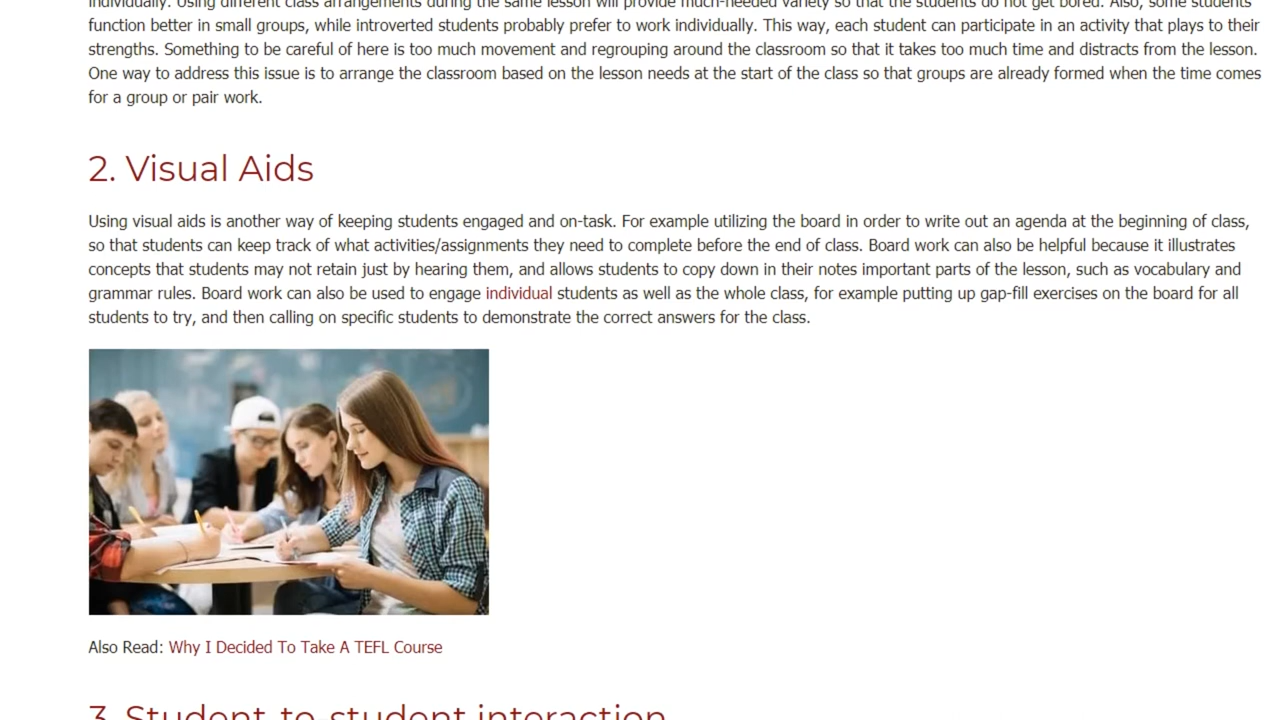 individually. Using different class arrangements during the same lesson will provide much-needed variety so that the students do not get bored. Also, some students
function better in small groups, while introverted students probably prefer to work individually. This way, each student can participate in an activity that plays to their
strengths. Something to be careful of here is too much movement and regrouping around the classroom so that it takes too much time and distracts from the lesson.
One way to address this issue is to arrange the classroom based on the lesson needs at the start of the class so that groups are already formed when the time comes
for a group or pair work.
2. Visual Aids
Using visual aids is another way of keeping students engaged and on-task. For example utilizing the board in order to write out an agenda at the beginning of class,
so that students can keep track of what activities/assignments they need to complete before the end of class. Board work can also be helpful because it illustrates
concepts that students may not retain just by hearing them, and allows students to copy down in their notes important parts of the lesson, such as vocabulary and
grammar rules. Board work can also be used to engage individual students as well as the whole class, for example putting up gap-fill exercises on the board for all
students to try, and then calling on specific students to demonstrate the correct answers for the class.
Also Read: Why I Decided To Take A TEFL Course
3. Student-to-student interaction